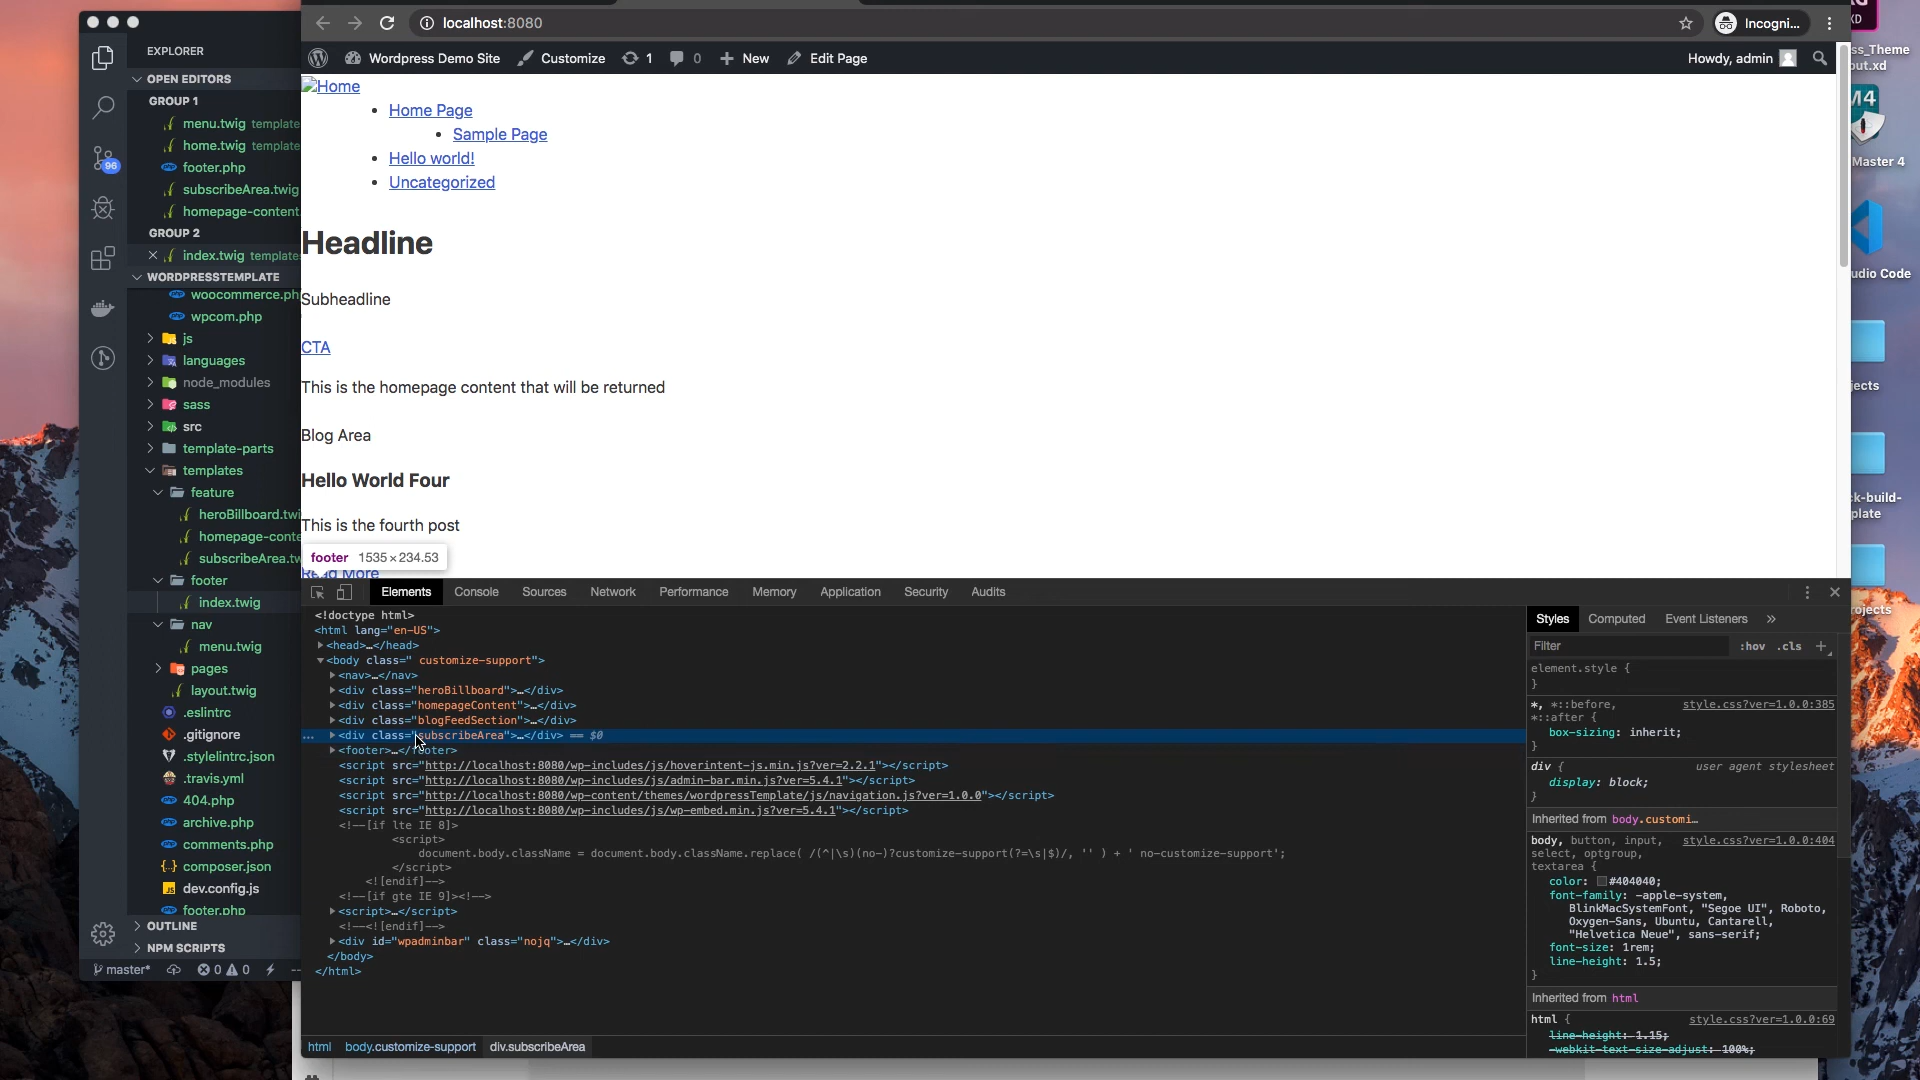 EXPLORER
OPEN EDITORS
GROUP 1
menu.twig template
home.twig template
footer.php
subscribeArea.twig
homepage-content.
GROUP 2
index.twig templates
WORDPRESSTEMPLATE
woocommerce.ph
wpcom.php
js
languages
node_modules
sass
src
template-parts
templates
feature
heroBillboard.twi
homepage-conte
subscribeArea.tw
footer
index.twig
nav
menu.twig
pages
layout.twig
.eslintrc
.gitignore
.stylelintrc.json
.travis.yml
404.php
archive.php
comments.php
composer.json
dev.config.js
footer.php
OUTLINE
NPM SCRIPTS
96
master*
0 0
localhost:8080
Incogni...
Wordpress Demo Site
Customize
1
0
New
Edit Page
Howdy, admin
Home
Home Page
Sample Page
Hello world!
Uncategorized
Headline
Subheadline
CTA
This is the homepage content that will be returned
Blog Area
Hello World Four
This is the fourth post
footer 1535×234.53
Read More
Elements Console Sources Network Performance Memory Application Security Audits
<!doctype html>
<html lang="en-US">
<head>…</head>
<body class=" customize-support">
<nav>…</nav>
<div class="heroBillboard">…</div>
<div class="homepageContent">…</div>
<div class="blogFeedSection">…</div>
<div class="subscribeArea">…</div> == $0
<footer>…</footer>
<script src="http://localhost:8080/wp-includes/js/hoverintent-js.min.js?ver=2.2.1"></script>
<script src="http://localhost:8080/wp-includes/js/admin-bar.min.js?ver=5.4.1"></script>
<script src="http://localhost:8080/wp-content/themes/wordpressTemplate/js/navigation.js?ver=1.0.0"></script>
<script src="http://localhost:8080/wp-includes/js/wp-embed.min.js?ver=5.4.1"></script>
<!--[if lte IE 8]>
<script>
document.body.className = document.body.className.replace( /(^|\s)(no-)?customize-support(?=\s|$)/, '' ) + ' no-customize-support';
</script>
<![endif]-->
<!--[if gte IE 9]><!-->
<script>…</script>
<!--<![endif]-->
<div id="wpadminbar" class="nojq">…</div>
</body>
</html>
html body.customize-support div.subscribeArea
Styles Computed Event Listeners »
Filter :hov .cls +
element.style {
}
*, *::before, style.css?ver=1.0.0:385
*::after {
box-sizing: inherit;
}
div { user agent stylesheet
display: block;
}
Inherited from body.customi…
body, button, input, style.css?ver=1.0.0:404
select, optgroup,
textarea {
color: #404040;
font-family: -apple-system,
BlinkMacSystemFont, "Segoe UI", Roboto,
Oxygen-Sans, Ubuntu, Cantarell,
"Helvetica Neue", sans-serif;
font-size: 1rem;
line-height: 1.5;
}
Inherited from html
html { style.css?ver=1.0.0:69
line-height: 1.15;
-webkit-text-size-adjust: 100%;
XD
ss_Theme
out.xd
M4
Master 4
udio Code
jects
ck-build-
plate
rojects